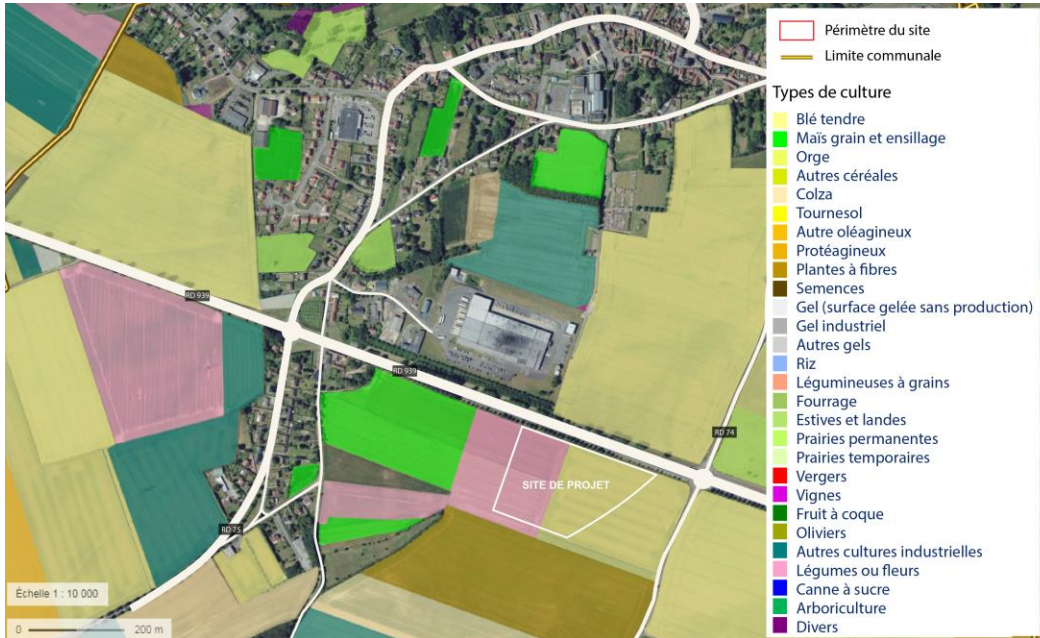 Périmètre du site
Limite communale
Types de culture
Blé tendre
Maïs grain et ensillage
Orge
Autres céréales
Colza
Tournesol
Autre oléagineux
Protéagineux
Plantes à fibres
Semences
Gel (surface gelée sans production)
Gel industriel
Autres gels
Riz
Légumineuses à grains
Fourrage
Estives et landes
Prairies permanentes
Prairies temporaires
Vergers
Vignes
Fruit à coque
Oliviers
Autres cultures industrielles
Légumes ou fleurs
Canne à sucre
Arboriculture
Divers
RD 939
RD 939
RD 74
SITE DE PROJET
RD 75
Échelle 1 : 10 000
0 200 m